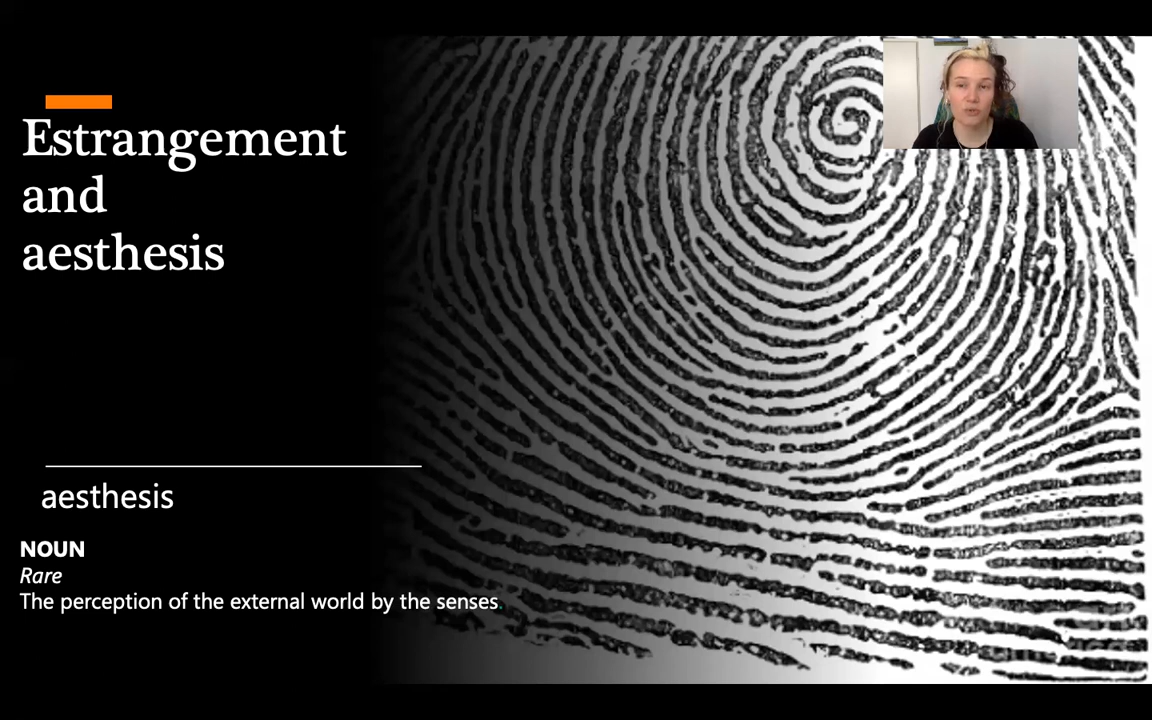 Estrangement
and
aesthesis
aesthesis
NOUN
Rare
The perception of the external world by the senses.